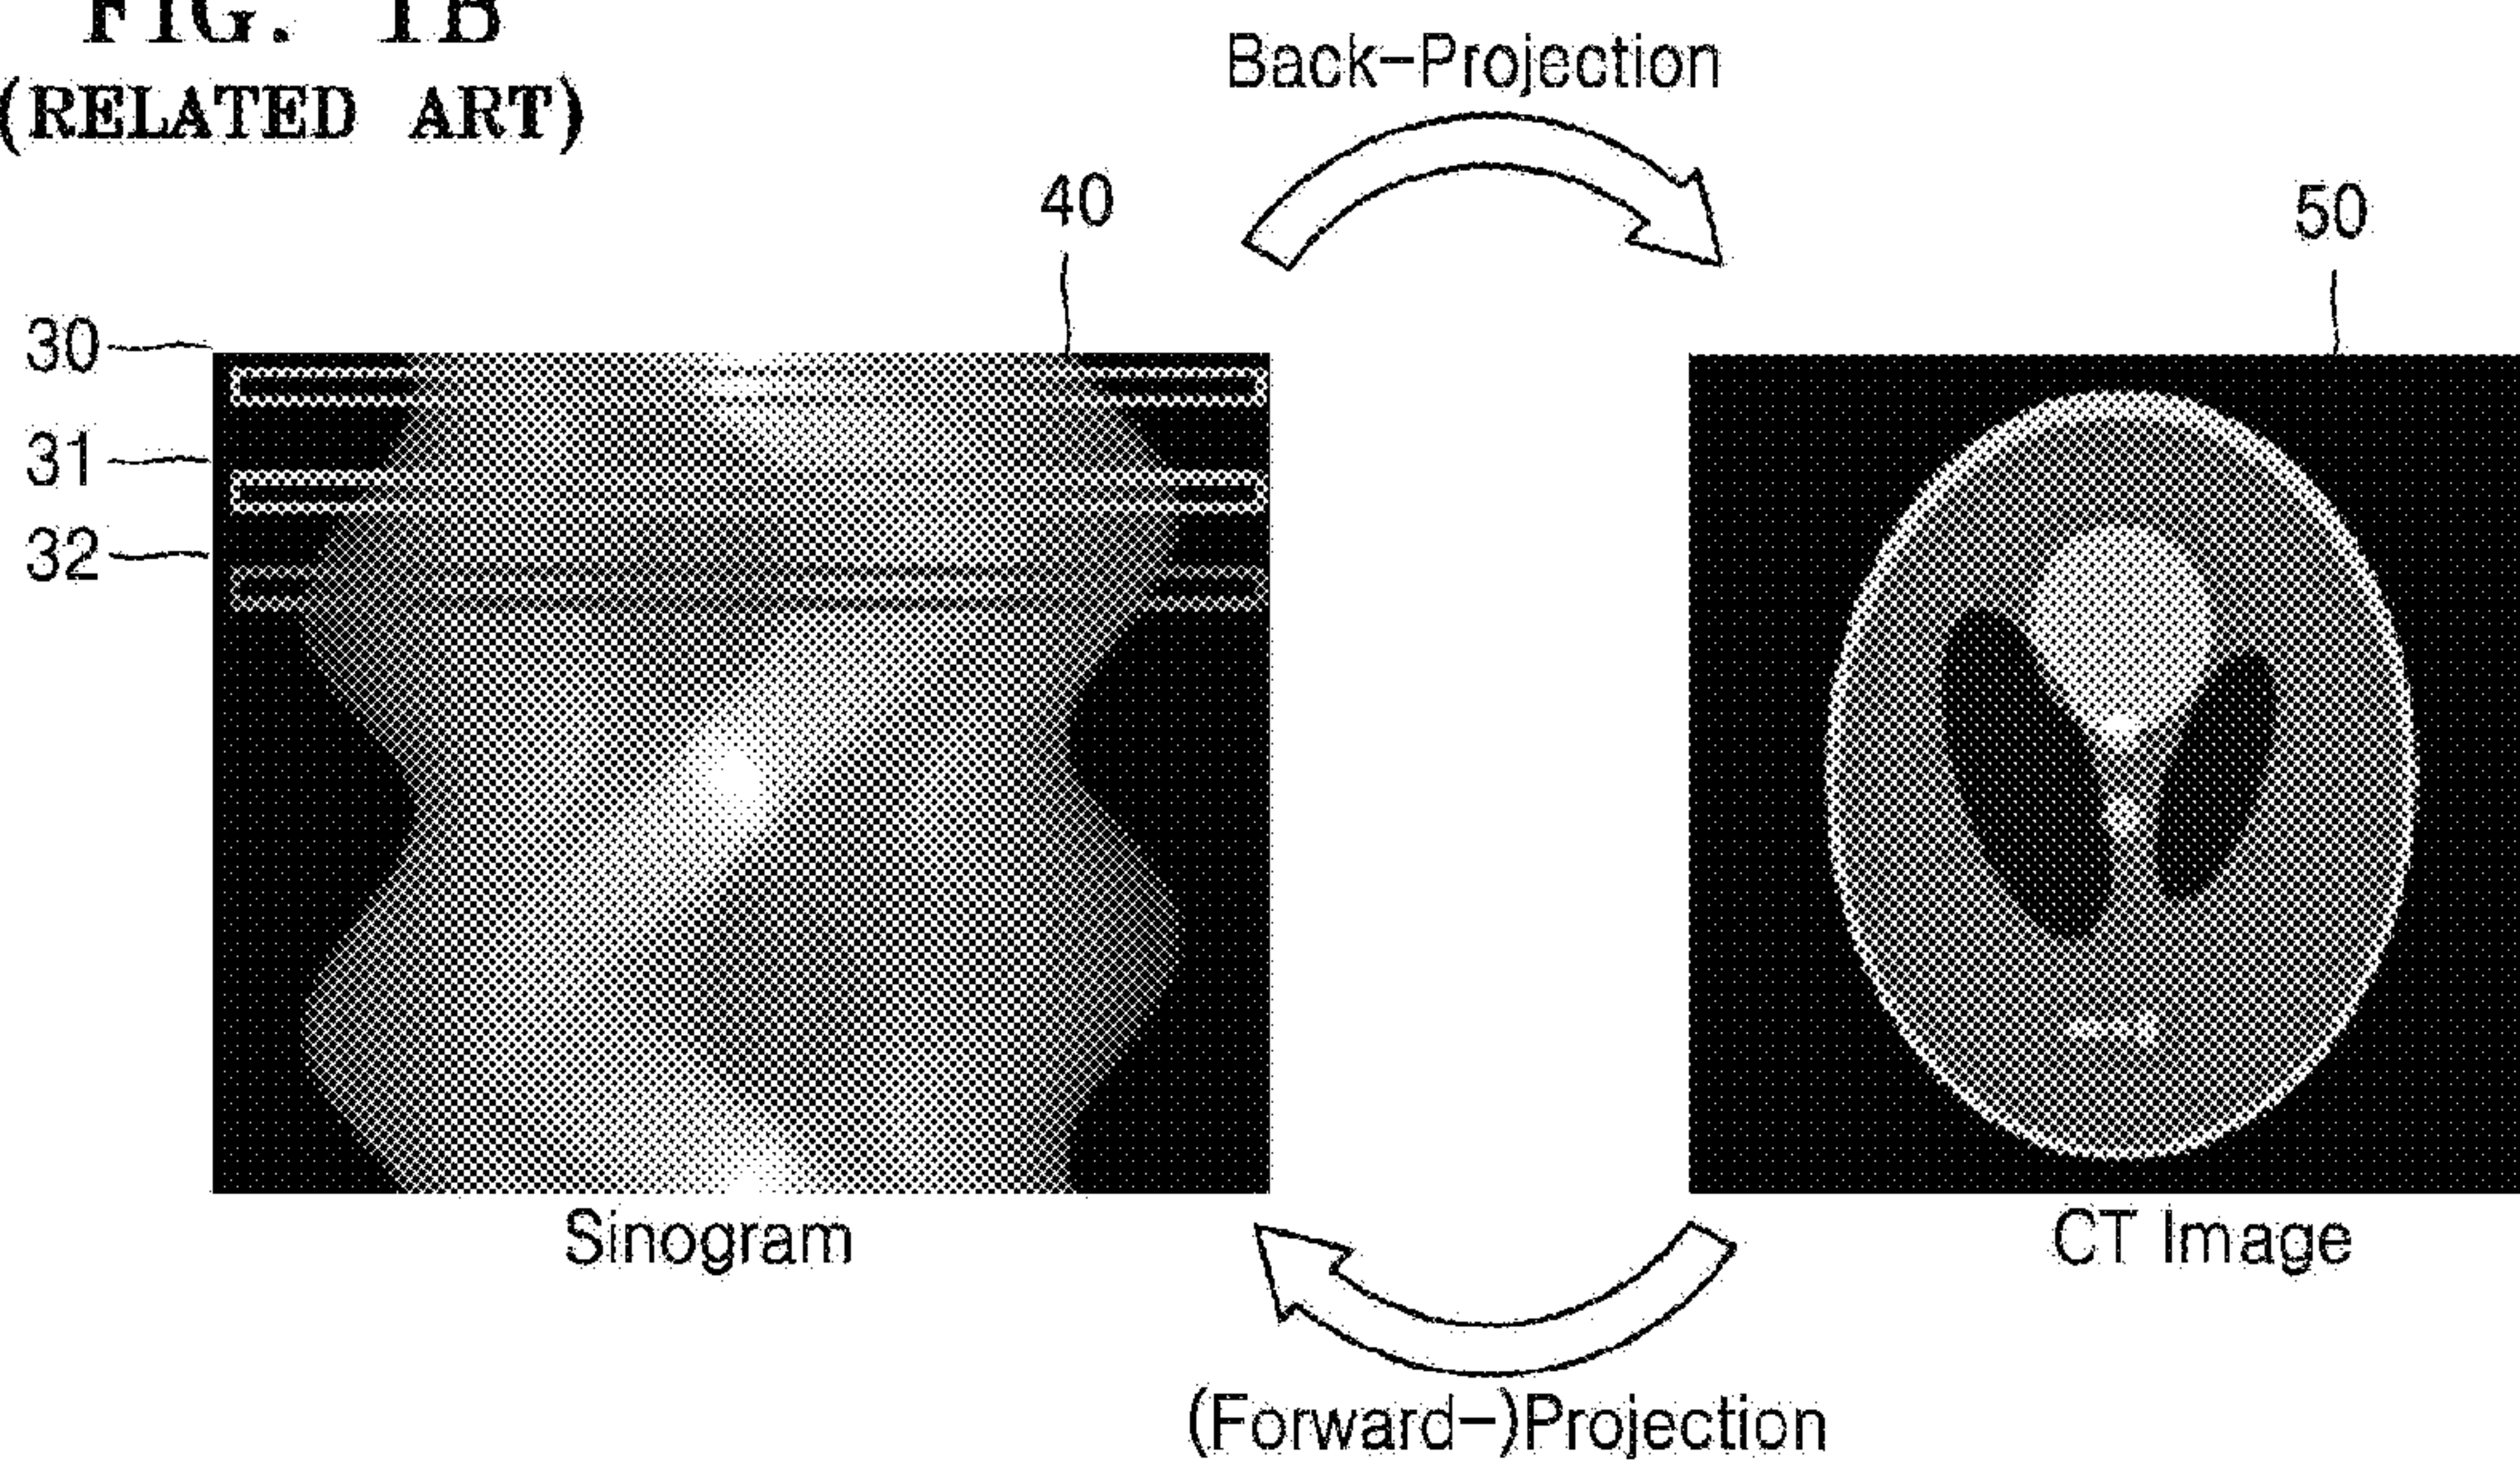 FIG. 1B
(RELATED ART)
Back-Projection
40
50
30
31
32
Sinogram
CT Image
(Forward-)Projection